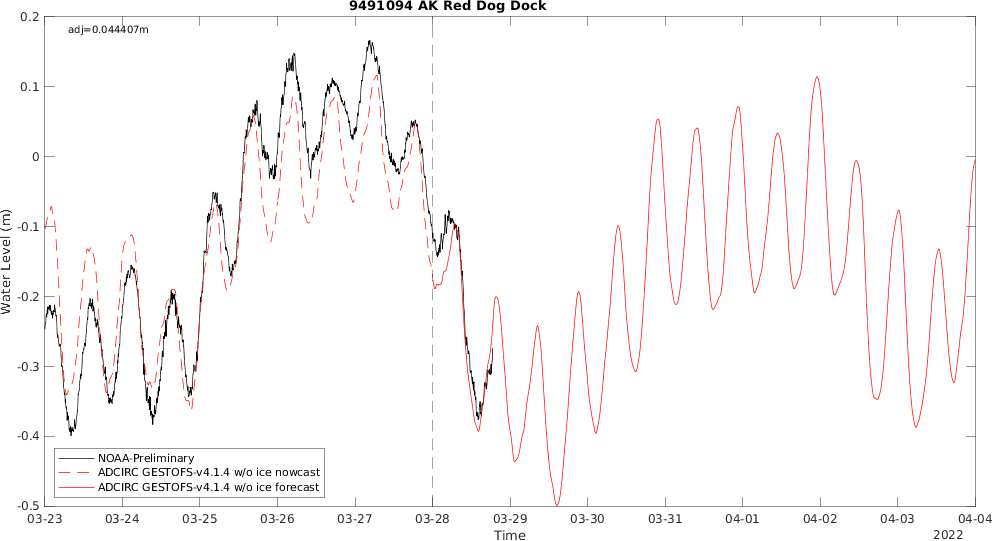 9491094 AK Red Dog Dock
adj=0.044407m
0.2
0.1
0
-0.1
-0.2
-0.3
-0.4
-0.5
Water Level (m)
NOAA-Preliminary
ADCIRC GESTOFS-v4.1.4 w/o ice nowcast
ADCIRC GESTOFS-v4.1.4 w/o ice forecast
03-23 03-24 03-25 03-26 03-27 03-28 03-29 03-30 03-31 04-01 04-02 04-03 04-04
Time
2022